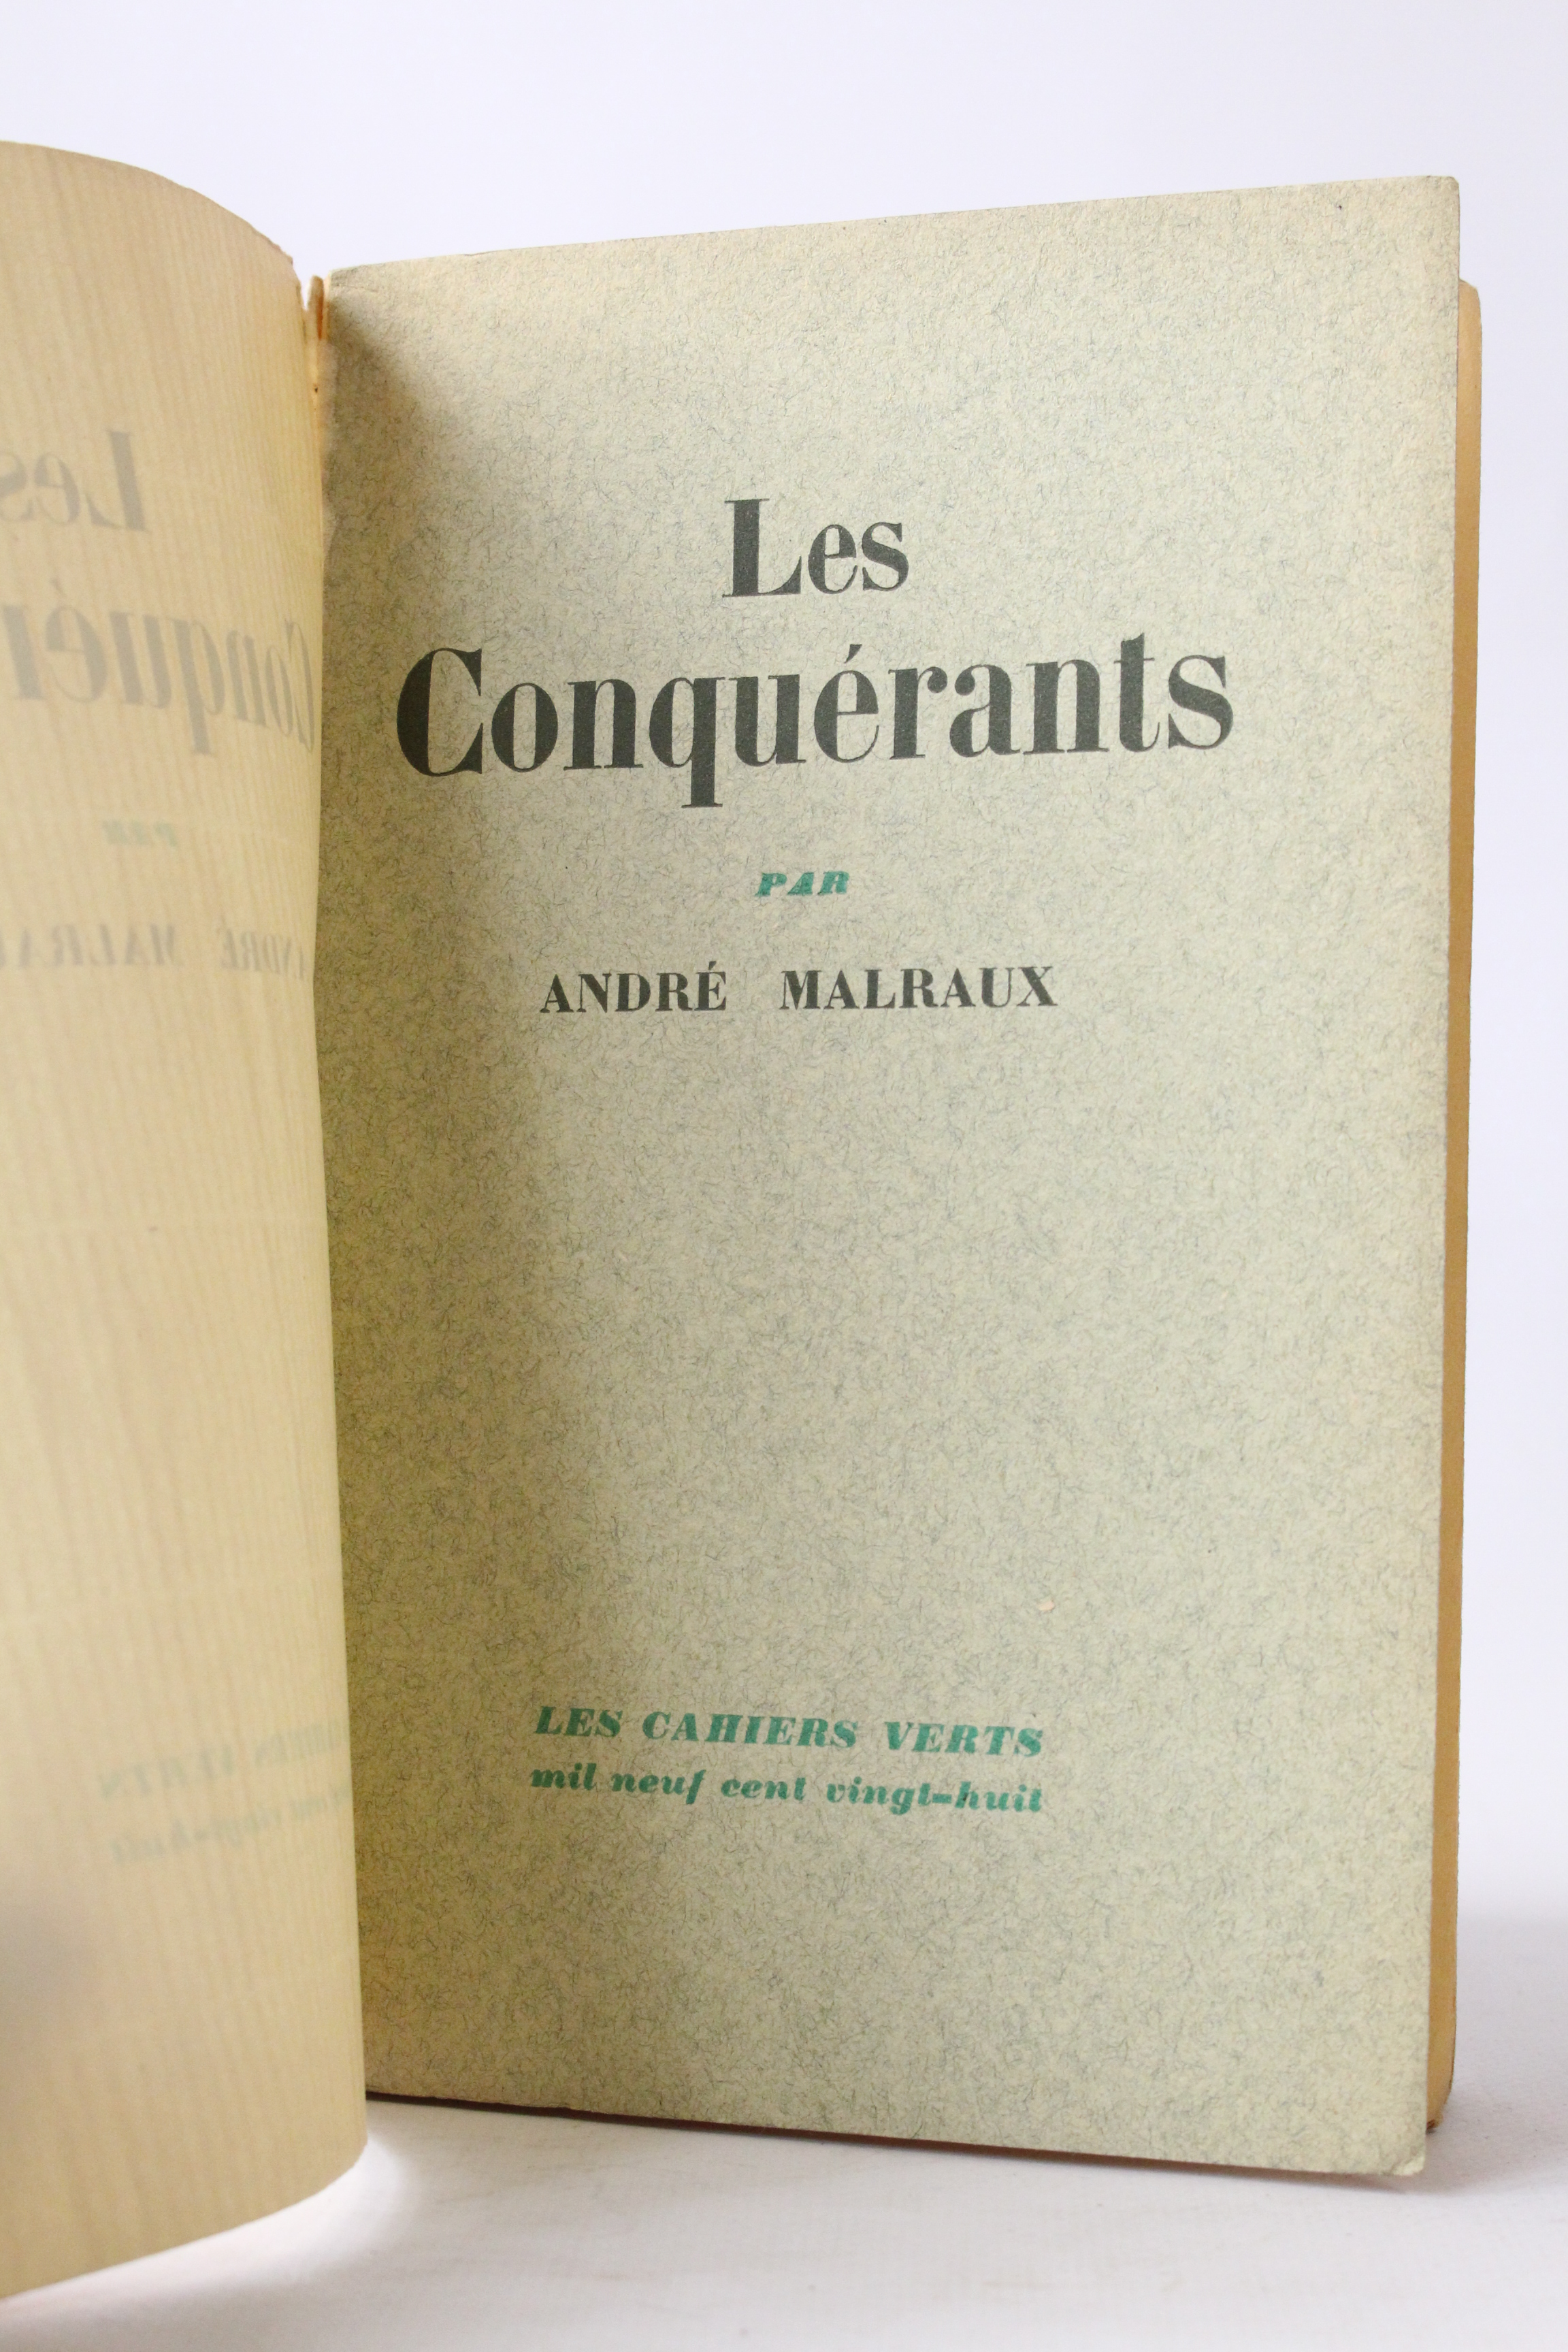 Les
Conquérants
PAR
ANDRÉ MALRAUX
LES CAHIERS VERTS
mil neuf cent vingt-huit